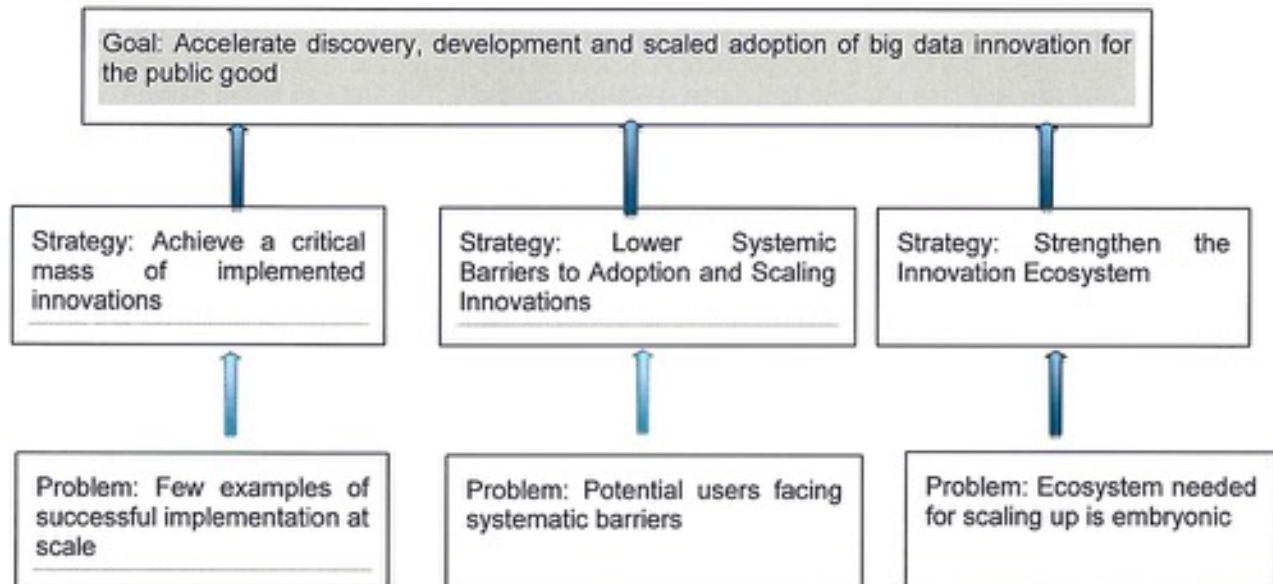 Goal: Accelerate discovery, development and scaled adoption of big data innovation for
the public good
Strategy: Achieve a critical
mass of implemented
innovations
Strategy: Lower Systemic
Barriers to Adoption and Scaling
Innovations
Strategy: Strengthen the
Innovation Ecosystem
Problem: Few examples of
successful implementation at
scale
Problem: Potential users facing
systematic barriers
Problem: Ecosystem needed
for scaling up is embryonic